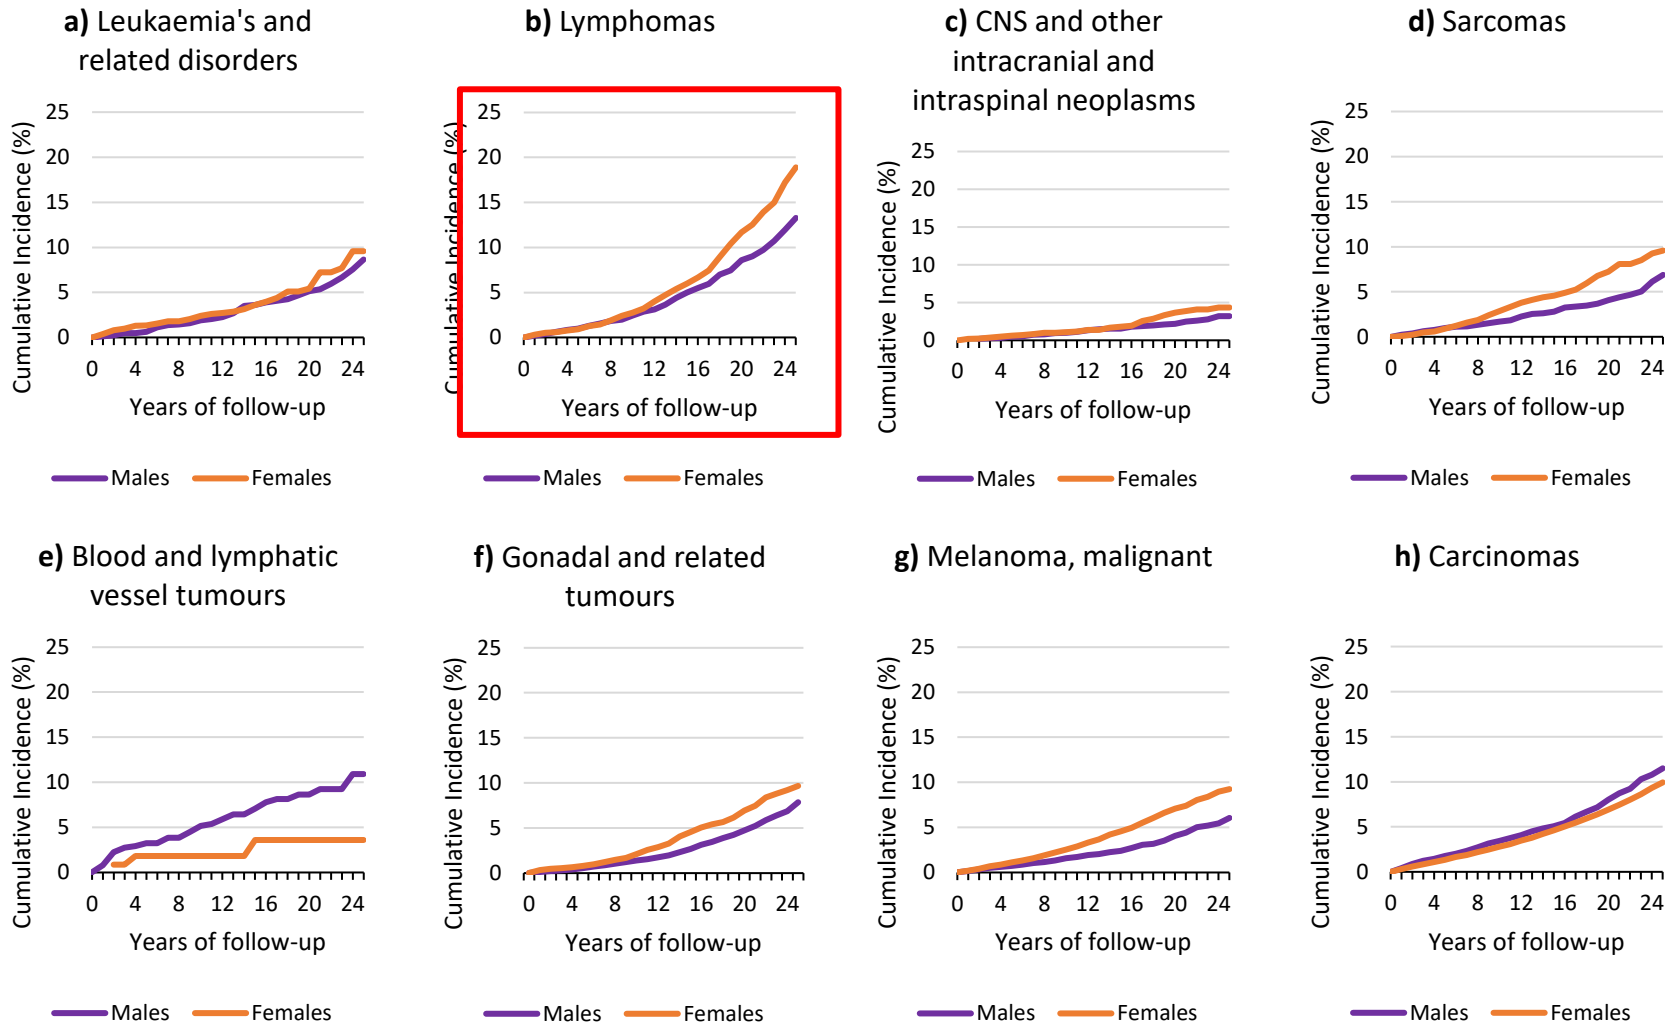 a) Leukaemia's and
related disorders
25
20
15
10
5
0
0 4 8 12 16 20 24
Cumulative Incidence (%)
Years of follow-up
Males Females
b) Lymphomas
25
20
15
10
5
0
0 4 8 12 16 20 24
Cumulative Incidence (%)
Years of follow-up
Males Females
c) CNS and other
intracranial and
intraspinal neoplasms
25
20
15
10
5
0
0 4 8 12 16 20 24
Cumulative Incidence (%)
Years of follow-up
Males Females
d) Sarcomas
25
20
15
10
5
0
0 4 8 12 16 20 24
Cumulative Inccidence (%)
Years of follow-up
Males Females
e) Blood and lymphatic
vessel tumours
25
20
15
10
5
0
0 4 8 12 16 20 24
Cumulative Incidence (%)
Years of follow-up
Males Females
f) Gonadal and related
tumours
25
20
15
10
5
0
0 4 8 12 16 20 24
Cumulative Incidence (%)
Years of follow-up
Males Females
g) Melanoma, malignant
25
20
15
10
5
0
0 4 8 12 16 20 24
Cumulative Incidence (%)
Years of follow-up
Males Females
h) Carcinomas
25
20
15
10
5
0
0 4 8 12 16 20 24
Cumulative Incidence (%)
Years of follow-up
Males Females